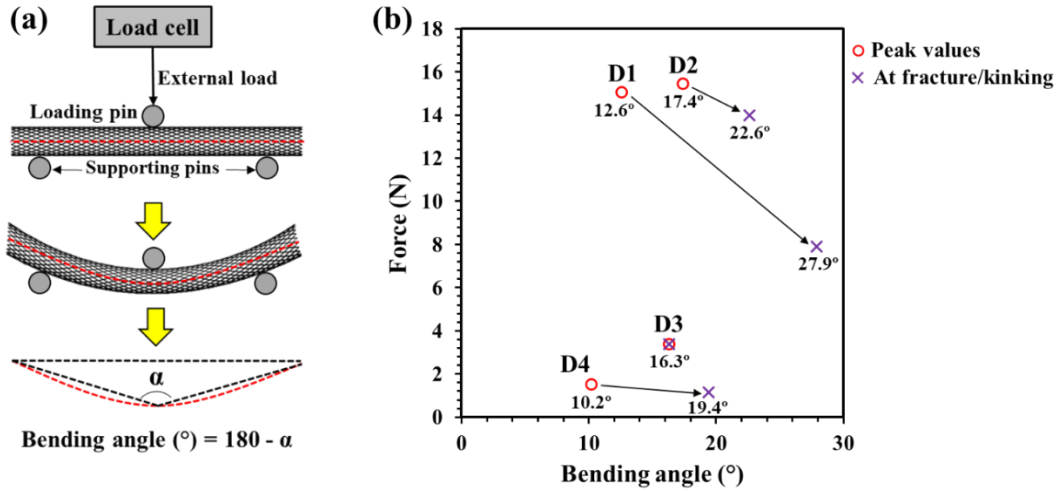 (a)
Load cell
External load
Loading pin
Supporting pins
α
Bending angle (°) = 180 - α
(b)
18
16
14
12
10
8
6
4
2
0
Force (N)
D1
12.6°
D2
17.4°
22.6°
27.9°
D3
16.3°
D4
10.2°
19.4°
0
10
20
30
Bending angle (°)
Peak values
At fracture/kinking